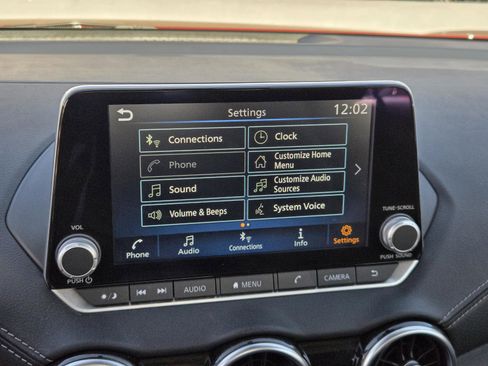 Settings
12:02
Connections
Clock
Phone
Customize Home
Menu
Sound
Customize Audio
Sources
Volume & Beeps
System Voice
Phone
Audio
Connections
Info
Settings
VOL
PUSH
TUNE·SCROLL
PUSH SOUND
AUDIO
MENU
CAMERA